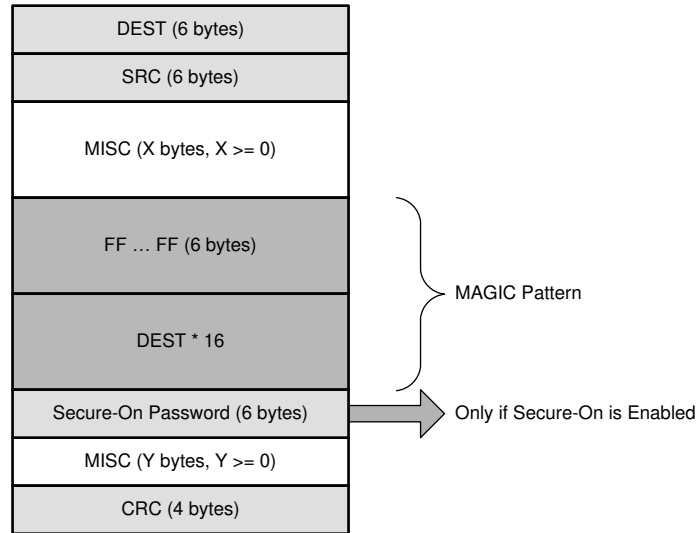 DEST (6 bytes)
SRC (6 bytes)
MISC (X bytes, X >= 0)
FF … FF (6 bytes)
MAGIC Pattern
DEST * 16
Secure-On Password (6 bytes)
Only if Secure-On is Enabled
MISC (Y bytes, Y >= 0)
CRC (4 bytes)